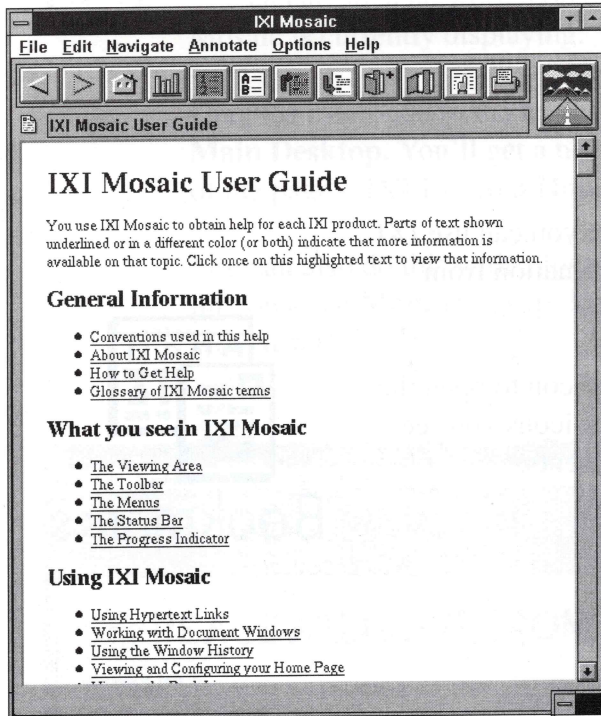 IXI Mosaic
File Edit Navigate Annotate Options Help
IXI Mosaic User Guide
IXI Mosaic User Guide
You use IXI Mosaic to obtain help for each IXI product. Parts of text shown
underlined or in a different color (or both) indicate that more information is
available on that topic. Click once on this highlighted text to view that information.
General Information
Conventions used in this help
About IXI Mosaic
How to Get Help
Glossary of IXI Mosaic terms
What you see in IXI Mosaic
The Viewing Area
The Toolbar
The Menus
The Status Bar
The Progress Indicator
Using IXI Mosaic
Using Hypertext Links
Working with Document Windows
Using the Window History
Viewing and Configuring your Home Page